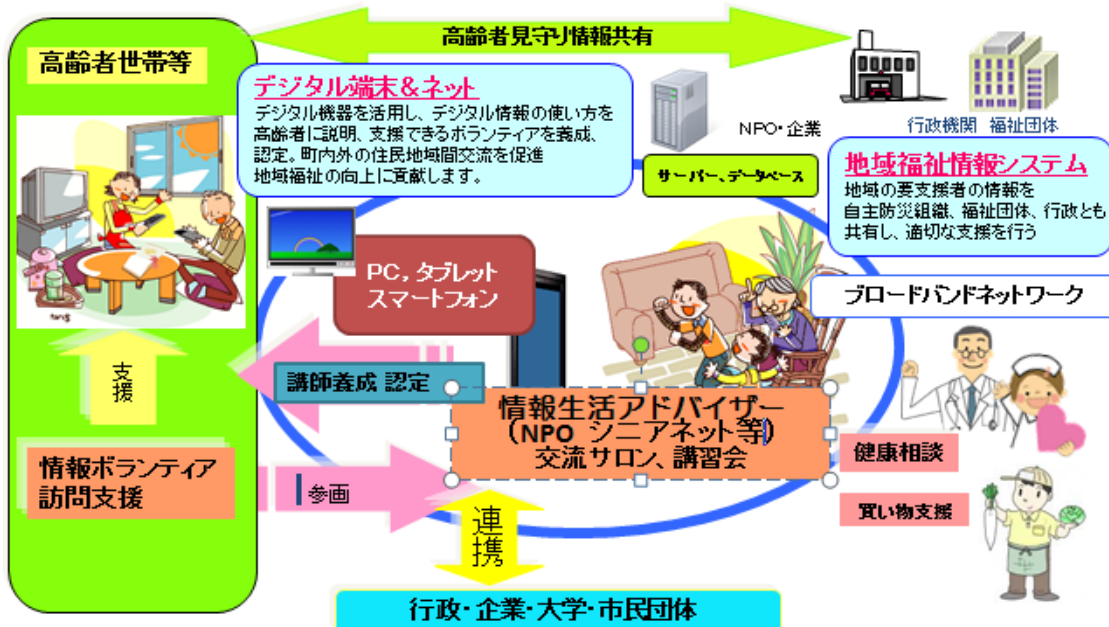 高齢者見守り情報共有
高齢者世帯等
デジタル端末&ネット
デジタル機器を活用し、デジタル情報の使い方を
高齢者に説明、支援できるボランティアを養成、
認定。町内外の住民地域間交流を促進
地域福祉の向上に貢献します。
NPO・企業
行政機関 福祉団体
サーバー、データベース
地域福祉情報システム
地域の要支援者の情報を
自主防災組織、福祉団体、行政とも
共有し、適切な支援を行う
PC,タブレット
スマートフォン
ブロードバンドネットワーク
支援
講師養成 認定
情報生活アドバイザー
(NPO シニアネット等)
交流サロン、講習会
健康相談
情報ボランティア
訪問支援
参画
買い物支援
連携
行政・企業・大学・市民団体